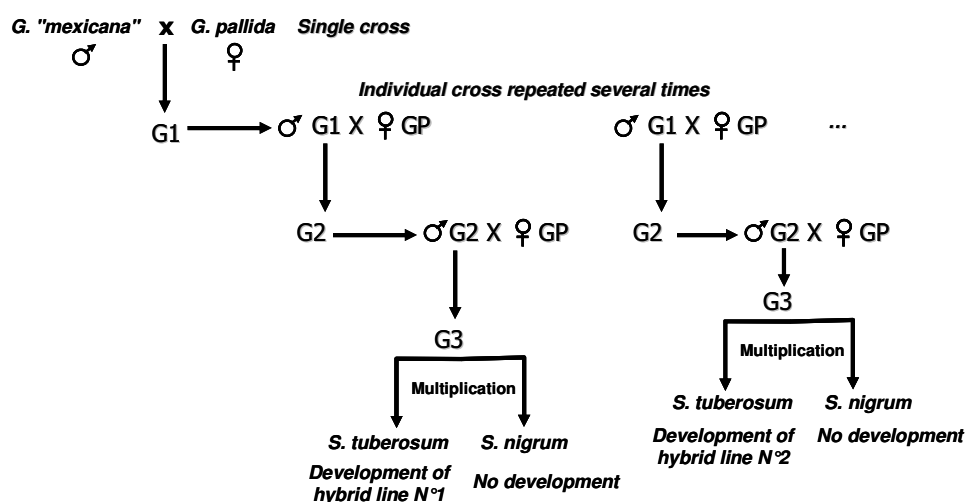 G. "mexicana" x G. pallida Single cross
♂ ♀
Individual cross repeated several times
G1 ♂ G1 X ♀ GP ♂ G1 X ♀ GP ...
G2 ♂ G2 X ♀ GP G2 ♂ G2 X ♀ GP
G3
G3
Multiplication
Multiplication
S. tuberosum S. nigrum
S. tuberosum S. nigrum
Development of hybrid line N°2
No development
Development of hybrid line N°1
No development